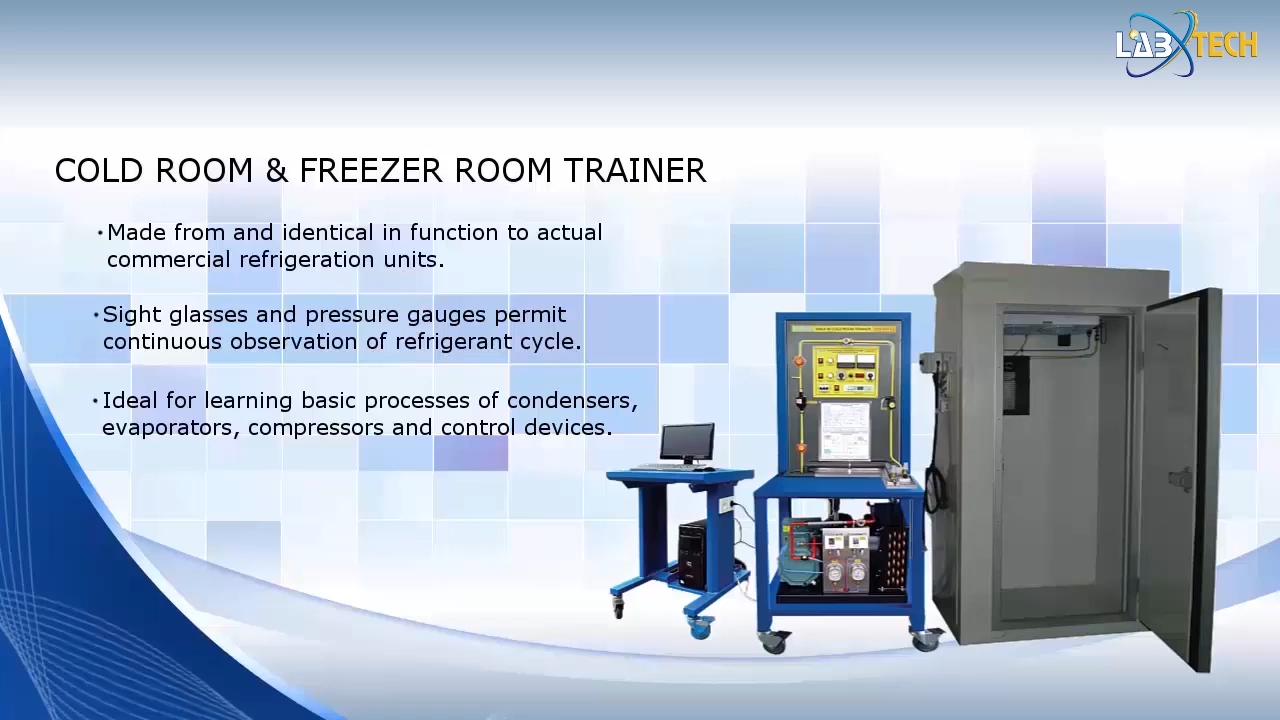 LABTECH
COLD ROOM & FREEZER ROOM TRAINER
•Made from and identical in function to actual
commercial refrigeration units.
•Sight glasses and pressure gauges permit
continuous observation of refrigerant cycle.
•Ideal for learning basic processes of condensers,
evaporators, compressors and control devices.